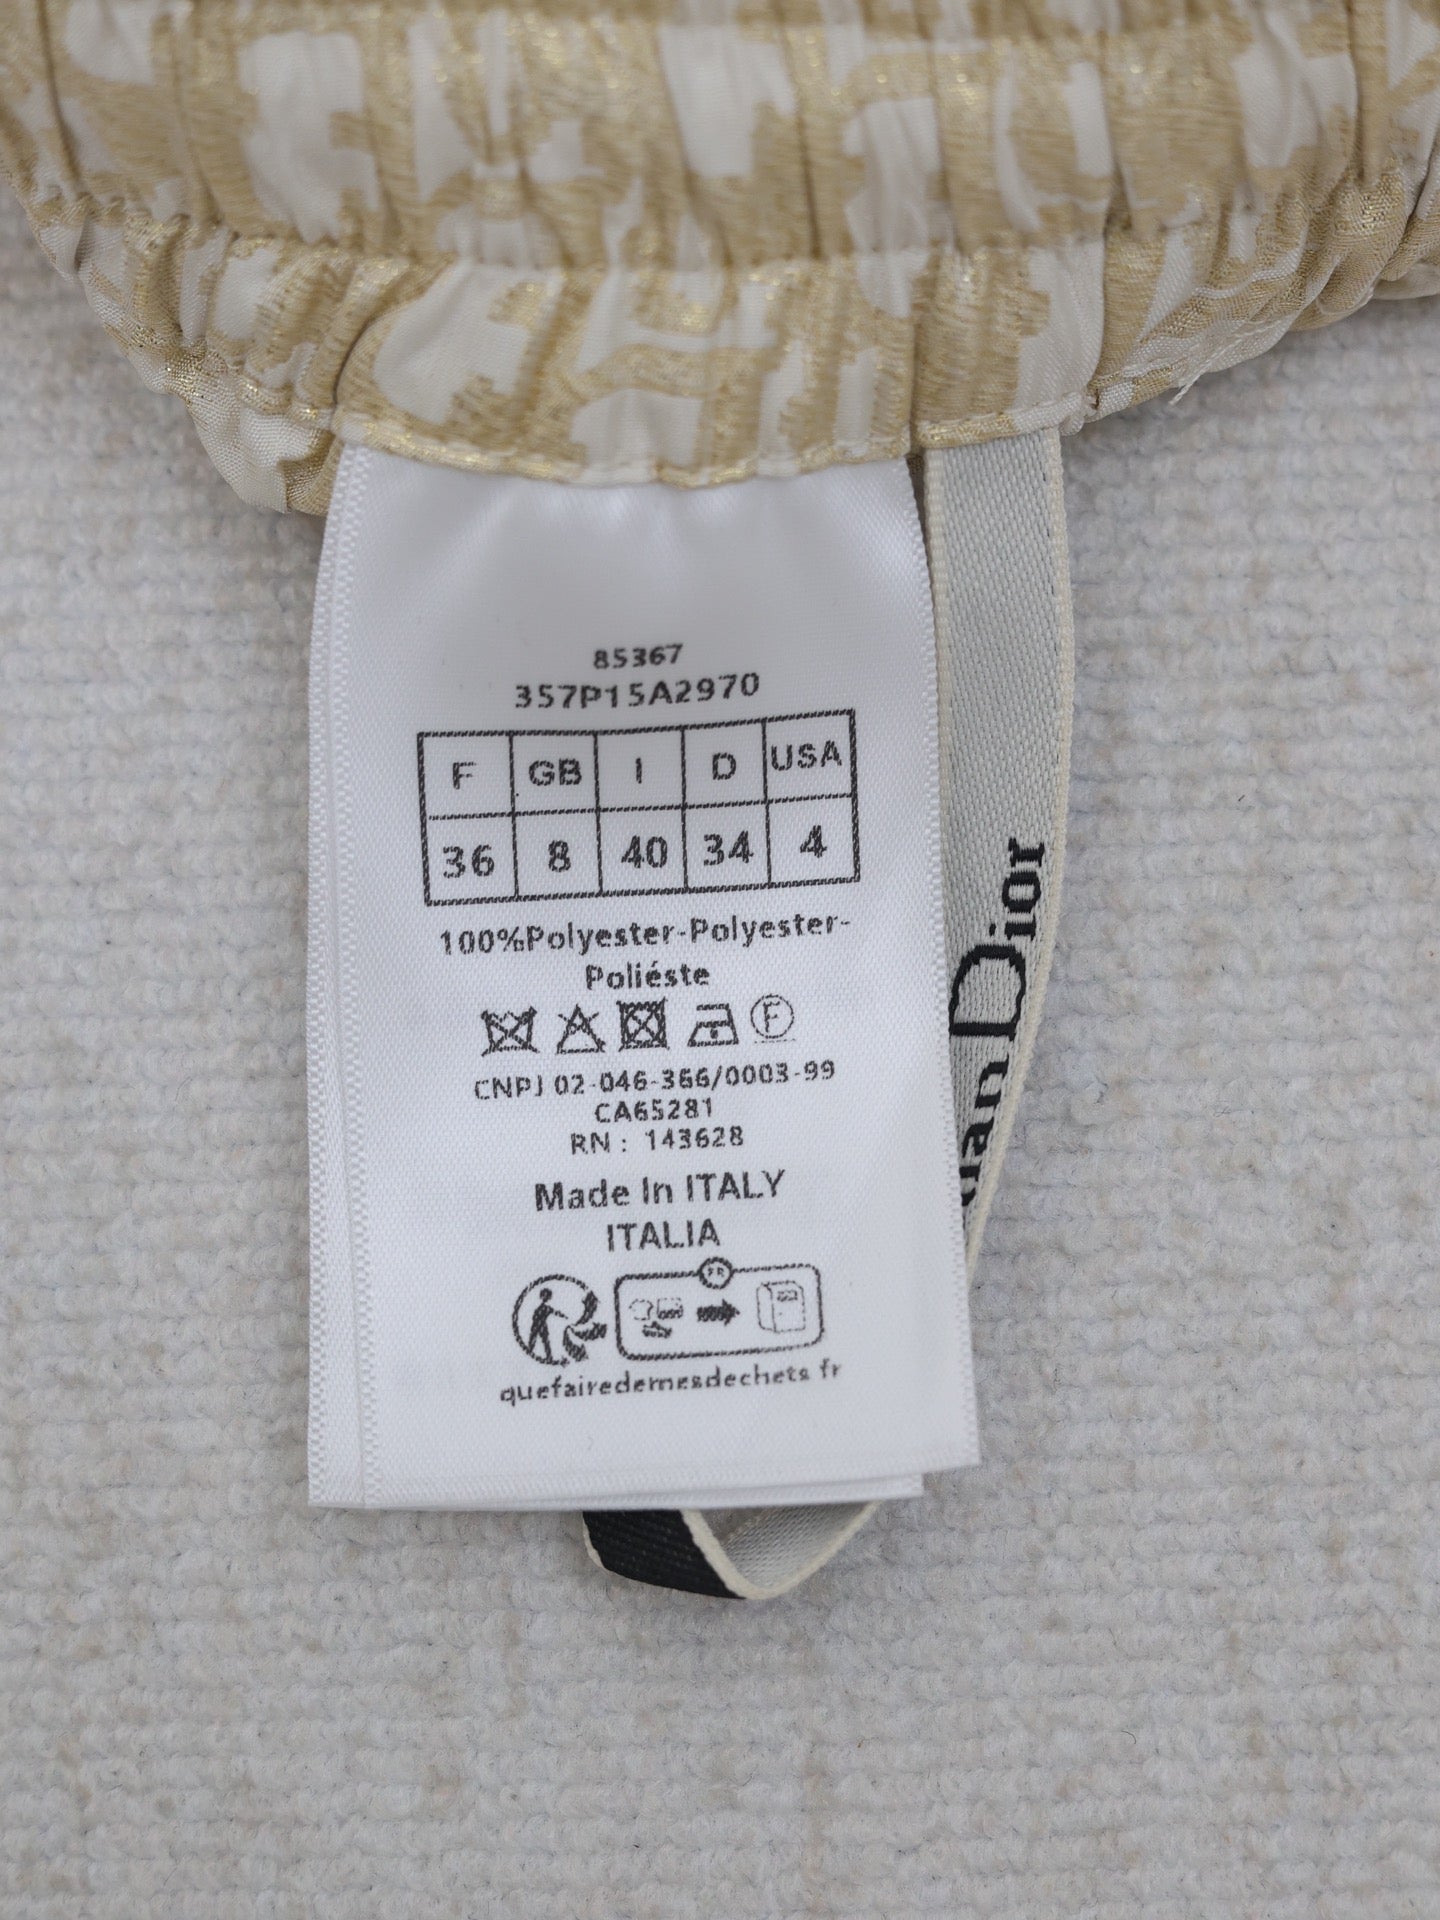 85367
357P15A2970
F GB I D USA
36 8 40 34 4
100%Polyester-Polyester-
Poliéste
F
CNPJ 02-046-366/0003-99
CA65281
RN : 143628
Made In ITALY
ITALIA
FR
quefairedemesdechets fr
Dior